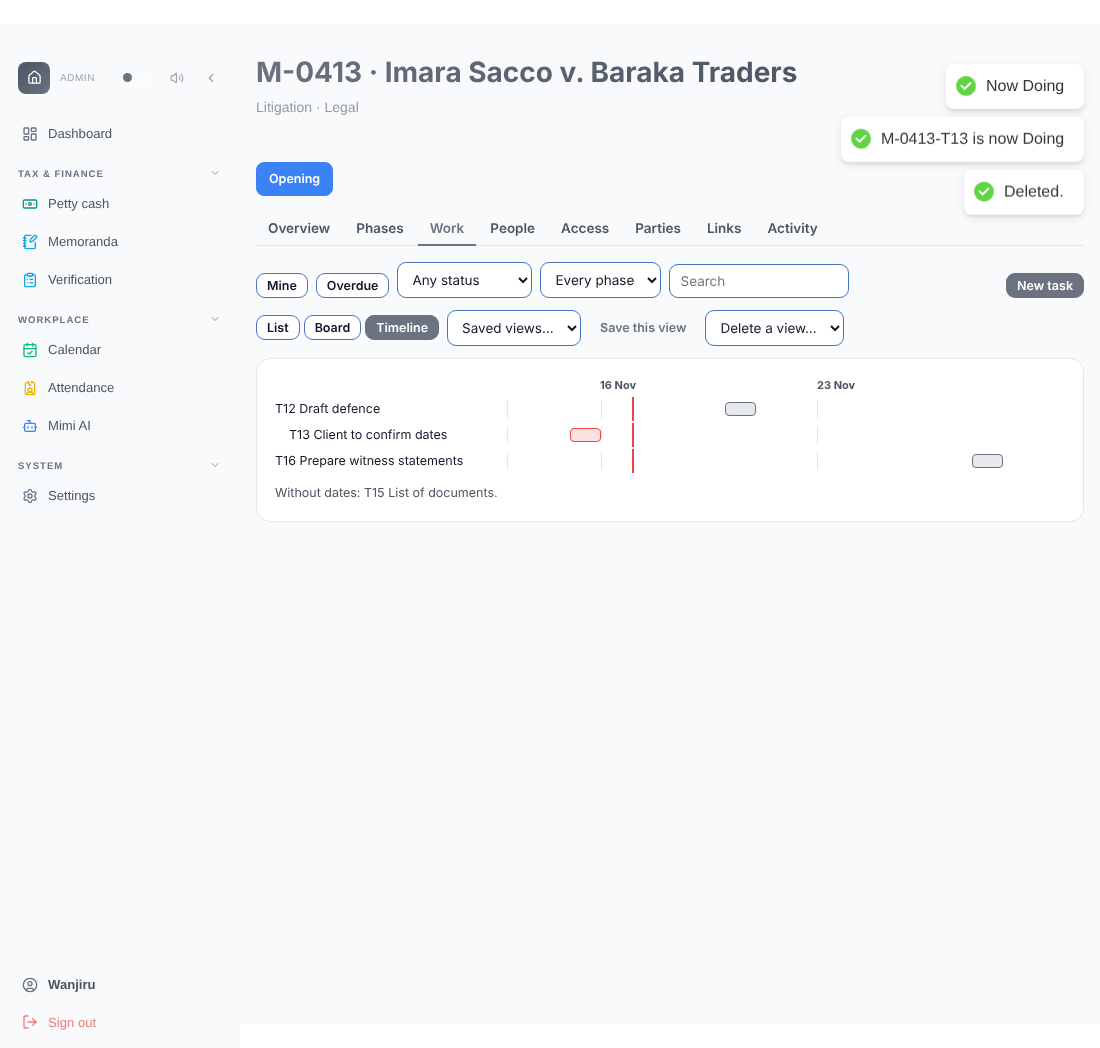 ADMIN
Dashboard
TAX & FINANCE
Petty cash
Memoranda
Verification
WORKPLACE
Calendar
Attendance
Mimi AI
SYSTEM
Settings
Wanjiru
Sign out
M-0413 · Imara Sacco v. Baraka Traders
Litigation · Legal
Opening
Now Doing
M-0413-T13 is now Doing
Deleted.
Overview Phases Work People Access Parties Links Activity
Mine Overdue Any status Every phase Search New task
List Board Timeline Saved views... Save this view Delete a view...
16 Nov 23 Nov
T12 Draft defence
T13 Client to confirm dates
T16 Prepare witness statements
Without dates: T15 List of documents.